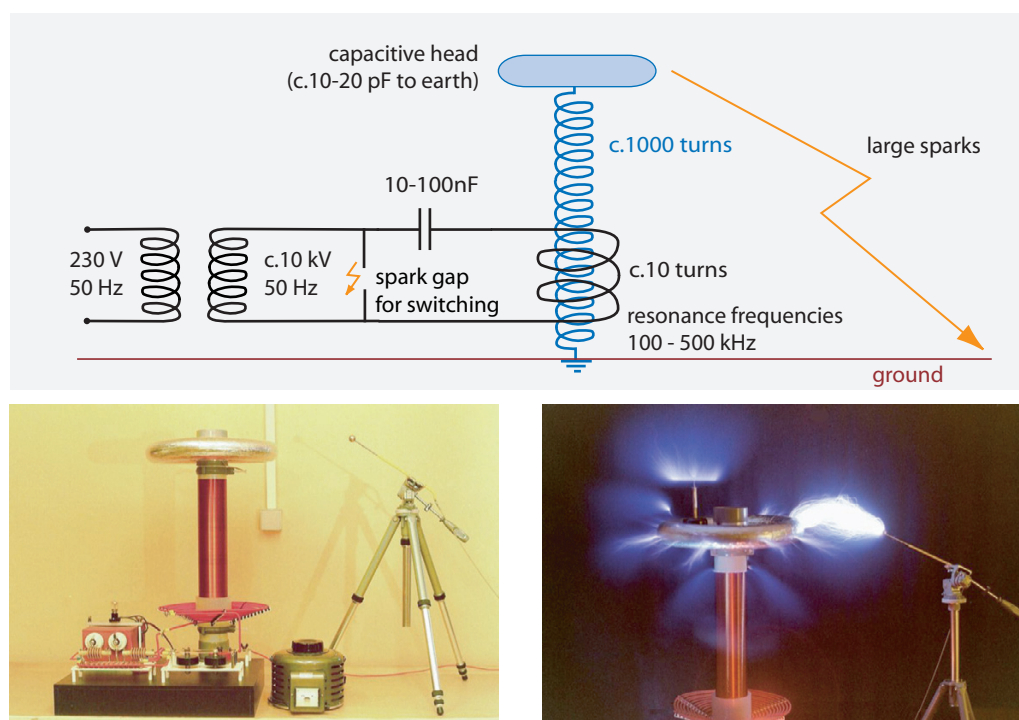 capacitive head
(c.10-20 pF to earth)
c.1000 turns
large sparks
10-100nF
230 V
50 Hz
c.10 kV
50 Hz
spark gap
for switching
c.10 turns
resonance frequencies
100 - 500 kHz
ground